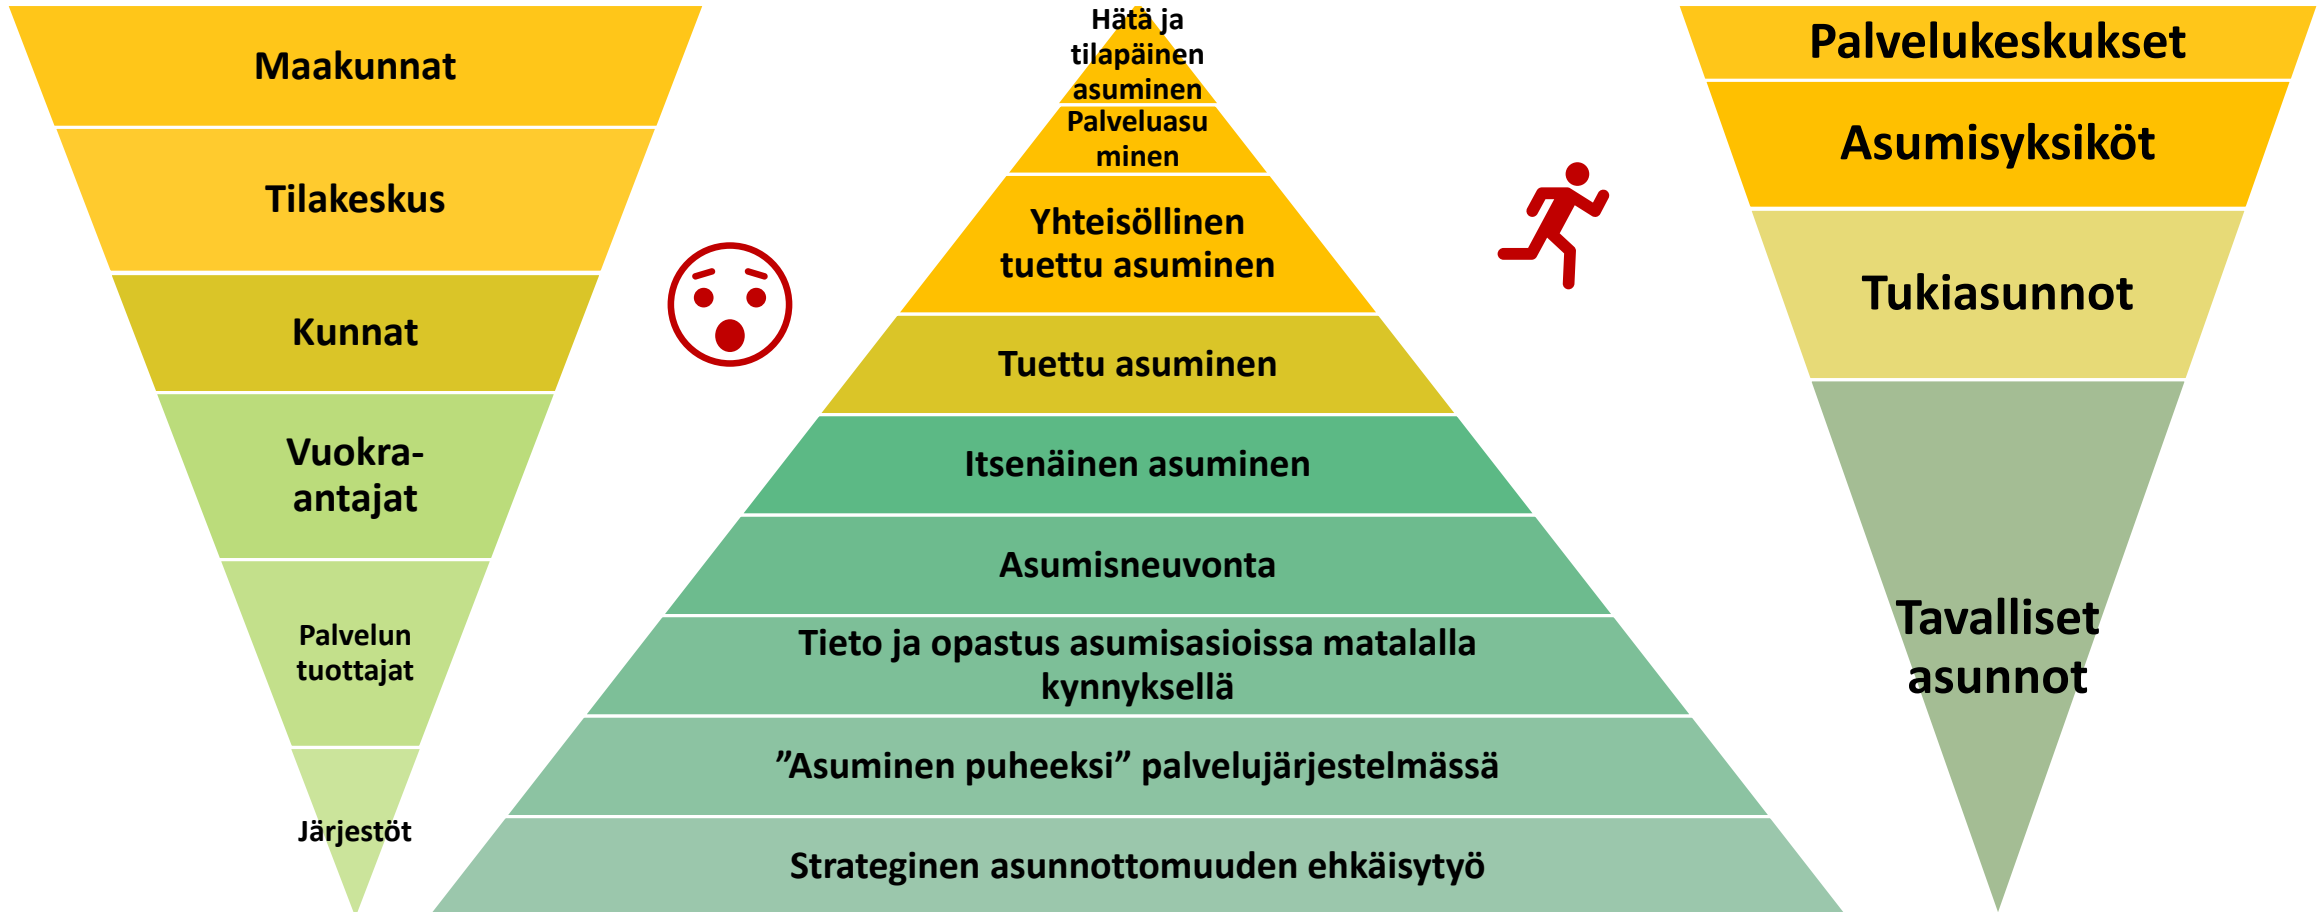 Maakunnat
Tilakeskus
Kunnat
Vuokra-
antajat
Palvelun
tuottajat
Järjestöt
Hätä ja
tilapäinen
asuminen
Palveluasu
minen
Yhteisöllinen
tuettu asuminen
Tuettu asuminen
Itsenäinen asuminen
Asumisneuvonta
Tieto ja opastus asumisasioissa matalalla
kynnyksellä
”Asuminen puheeksi” palvelujärjestelmässä
Strateginen asunnottomuuden ehkäisytyö
Palvelukeskukset
Asumisyksiköt
Tukiasunnot
Tavalliset
asunnot